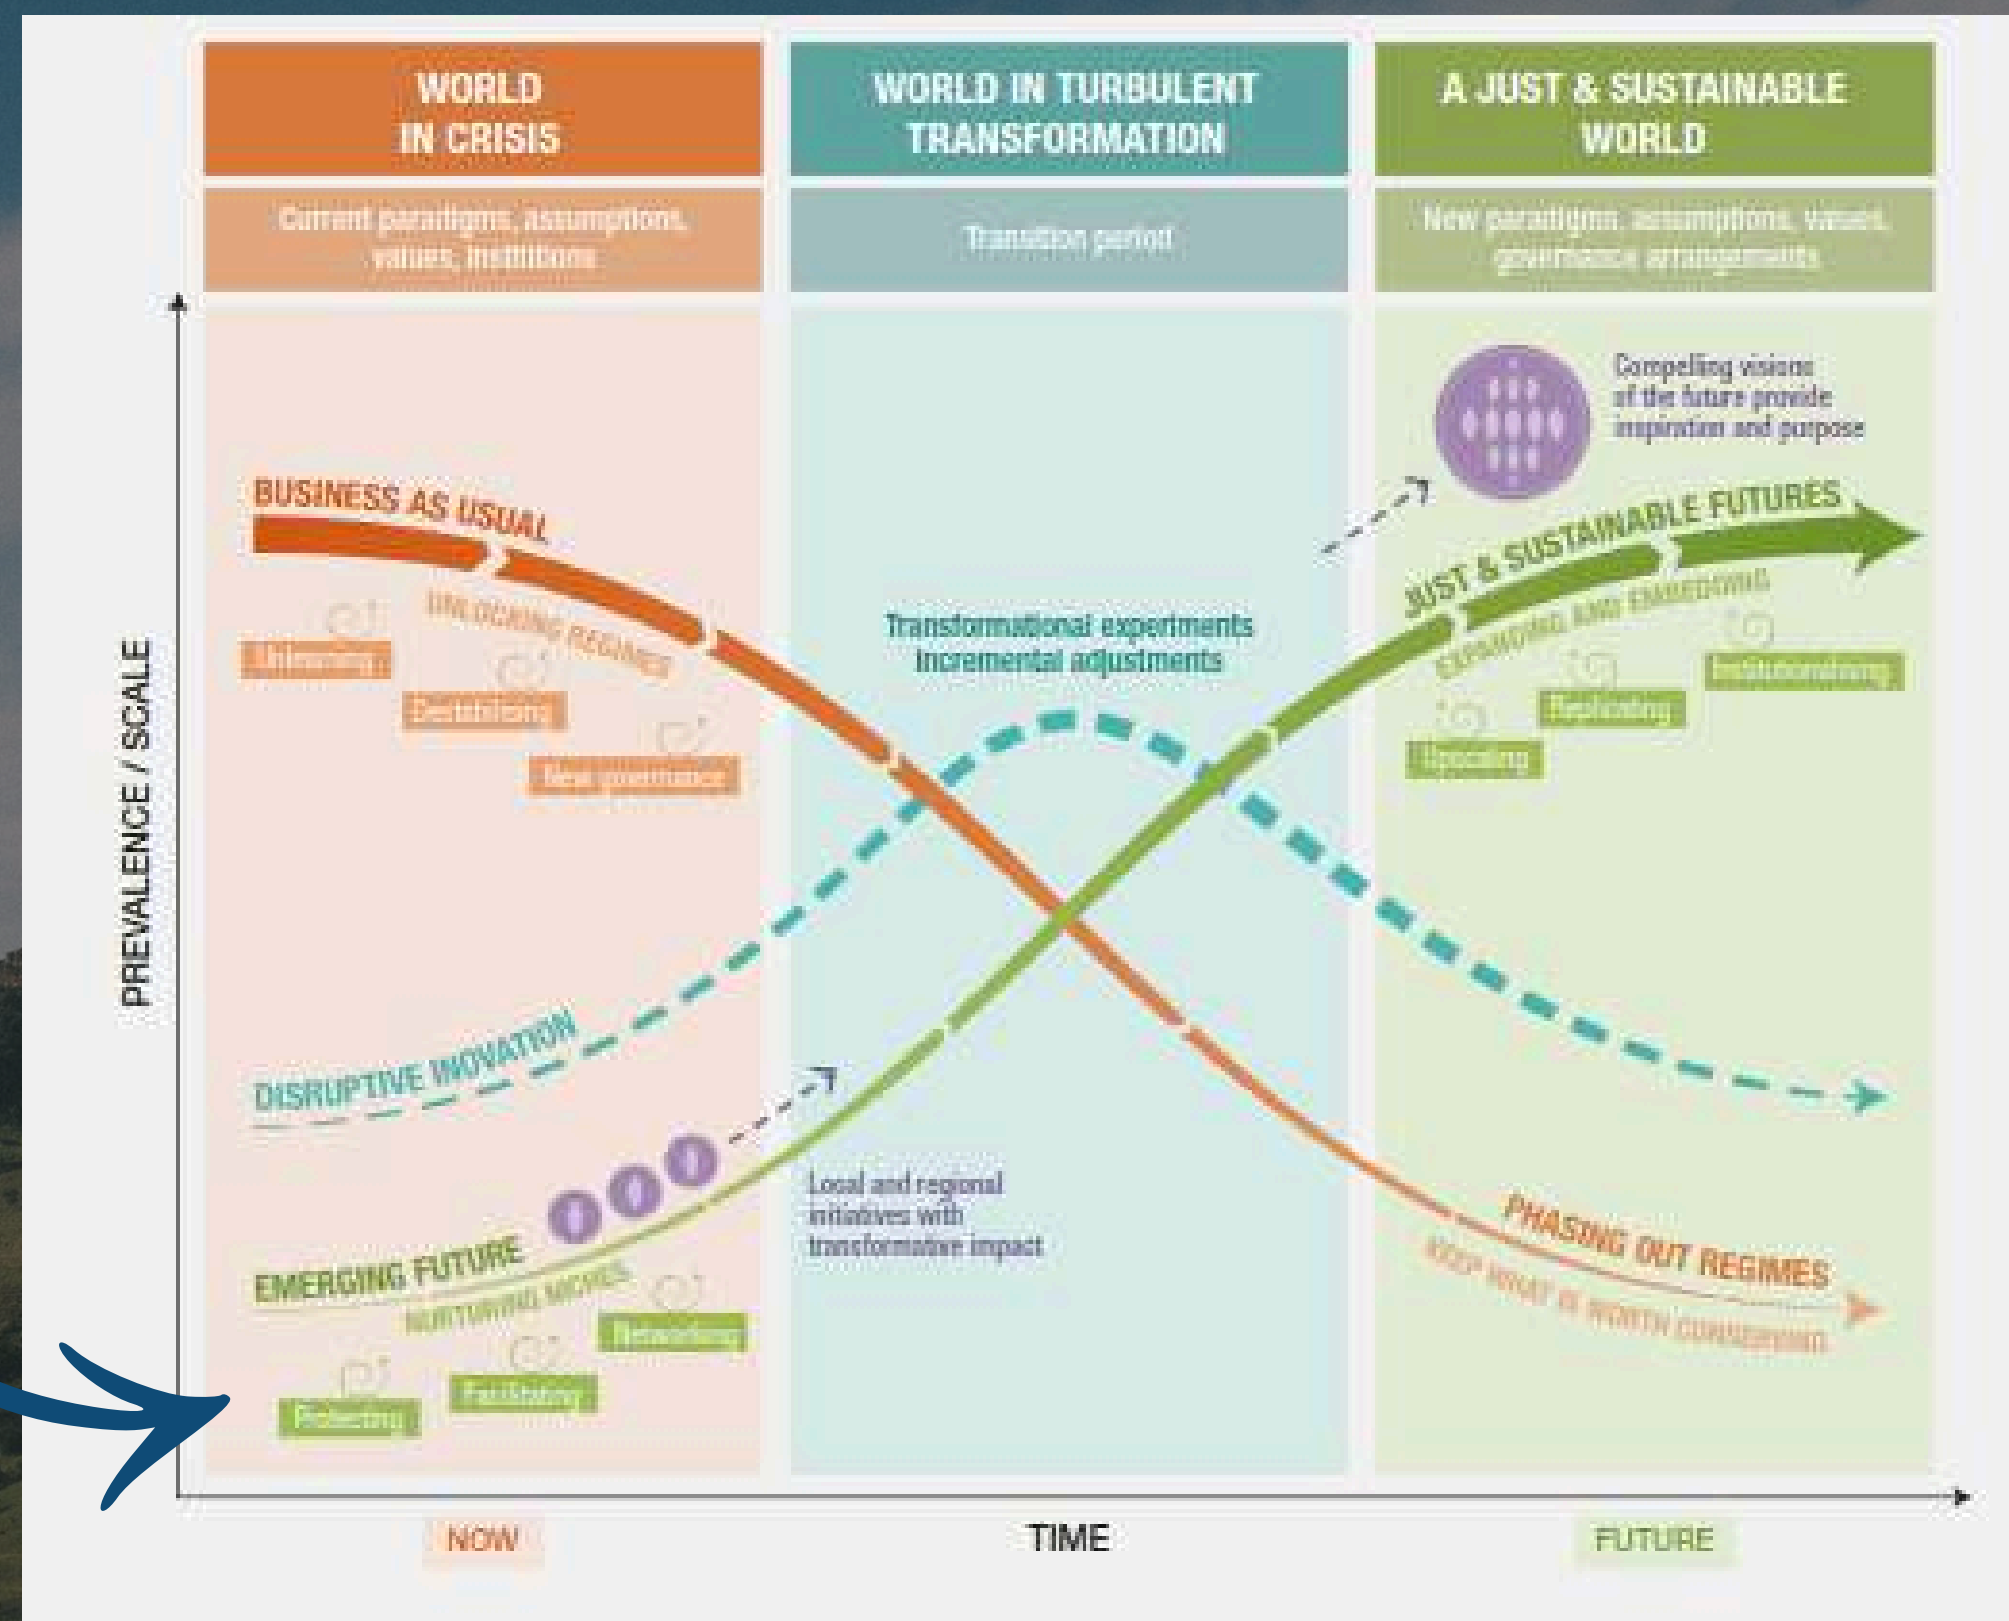 WORLD
IN CRISIS
WORLD IN TURBULENT
TRANSFORMATION
A JUST & SUSTAINABLE
WORLD
Current paradigms, assumptions,
values, institutions
Transition period
New paradigms, assumptions, values,
governance arrangements
PREVALENCE / SCALE
Compelling visions
of the future provide
inspiration and purpose
BUSINESS AS USUAL
UNLOCKING REGIMES
Unlearning
Destabilising
New governance
Transformational experiments
Incremental adjustments
JUST & SUSTAINABLE FUTURES
EXPANDING AND EMBEDDING
Institutionalising
Replicating
Upscaling
DISRUPTIVE INOVATION
Local and regional
initiatives with
transformative impact
EMERGING FUTURE
NURTURING NICHES
Networking
Facilitating
Protecting
PHASING OUT REGIMES
KEEP WHAT IS WORTH CONSERVING
NOW
TIME
FUTURE